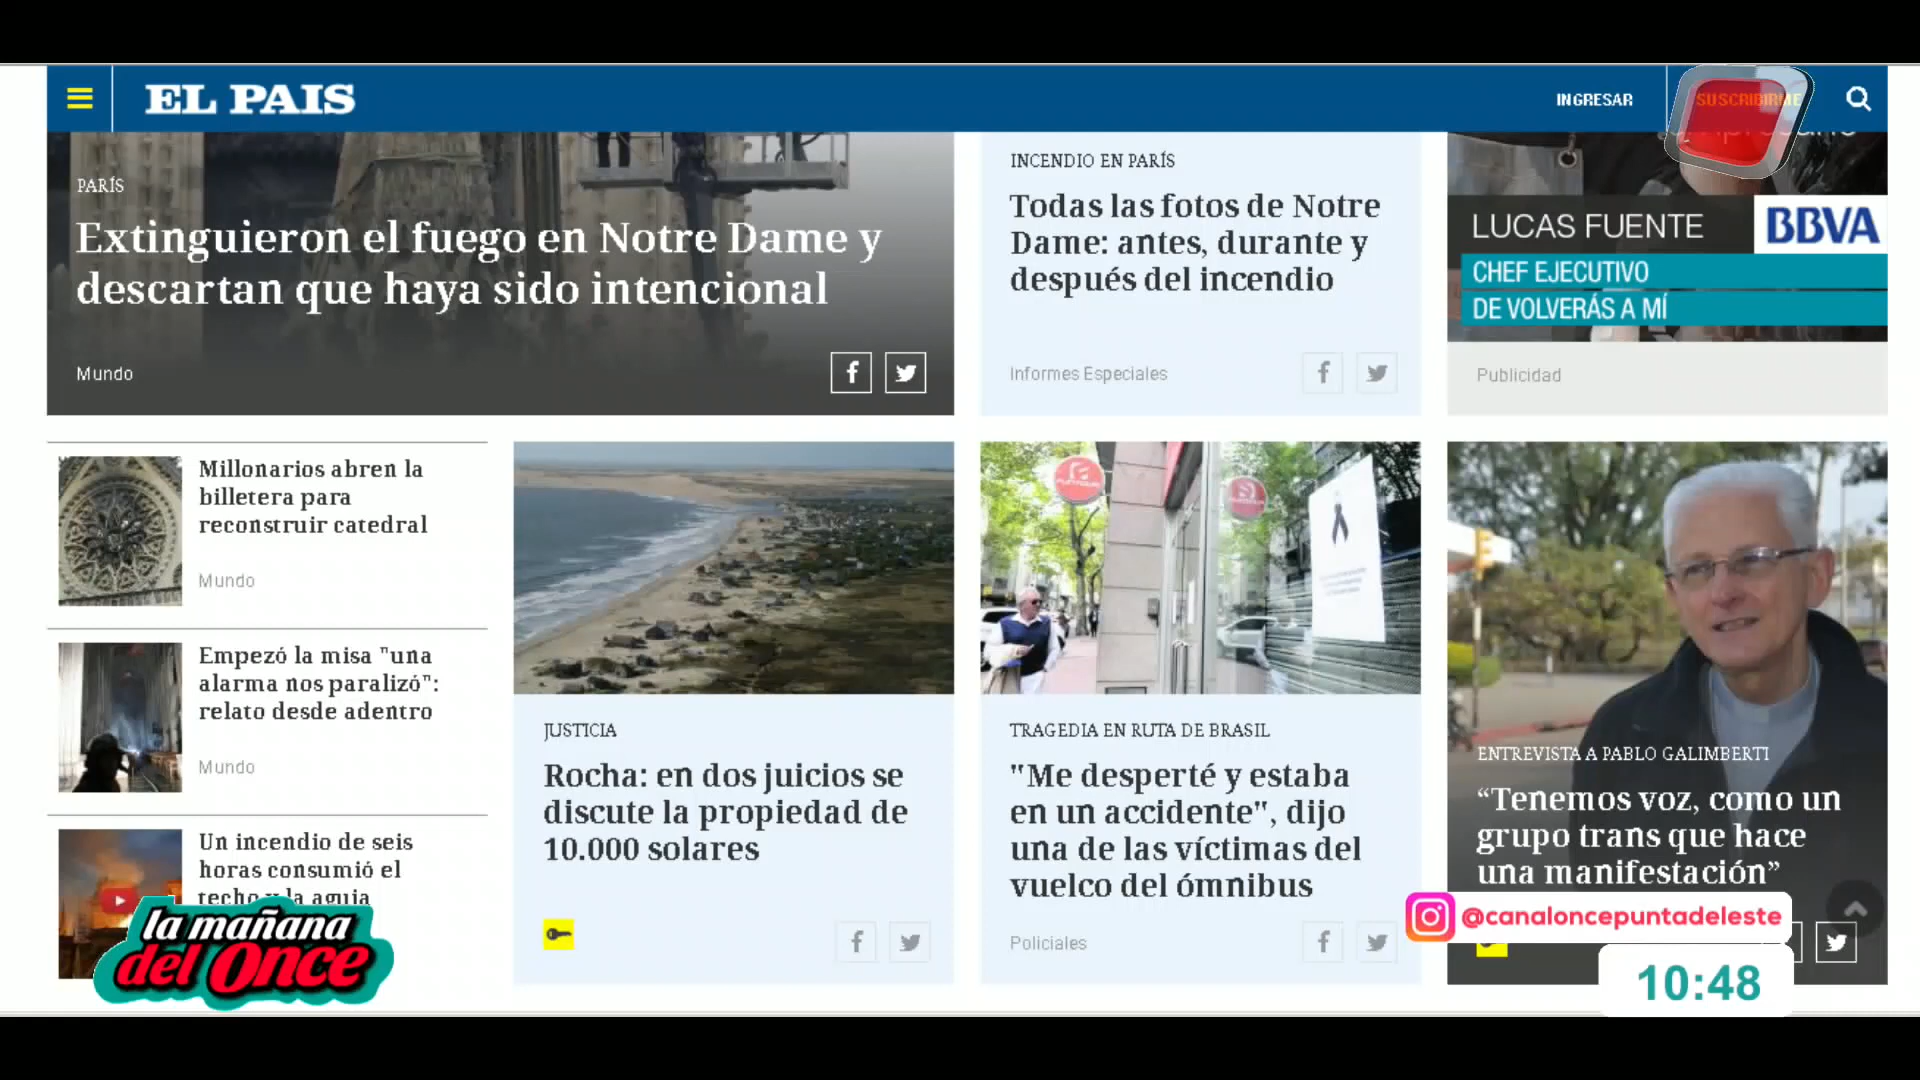 EL PAIS
INGRESAR
SUSCRIBIRME
PARÍS
Extinguieron el fuego en Notre Dame y
descartan que haya sido intencional
Mundo
INCENDIO EN PARÍS
Todas las fotos de Notre
Dame: antes, durante y
después del incendio
Informes Especiales
LUCAS FUENTE
BBVA
CHEF EJECUTIVO
DE VOLVERÁS A MÍ
Publicidad
Millonarios abren la
billetera para
reconstruir catedral
Mundo
Empezó la misa "una
alarma nos paralizó":
relato desde adentro
Mundo
Un incendio de seis
horas consumió el
techo y la aguja
JUSTICIA
Rocha: en dos juicios se
discute la propiedad de
10.000 solares
TRAGEDIA EN RUTA DE BRASIL
"Me desperté y estaba
en un accidente", dijo
una de las víctimas del
vuelco del ómnibus
Policiales
ENTREVISTA A PABLO GALIMBERTI
“Tenemos voz, como un
grupo trans que hace
una manifestación”
la mañana
del Once
@canaloncepuntadeleste
10:48